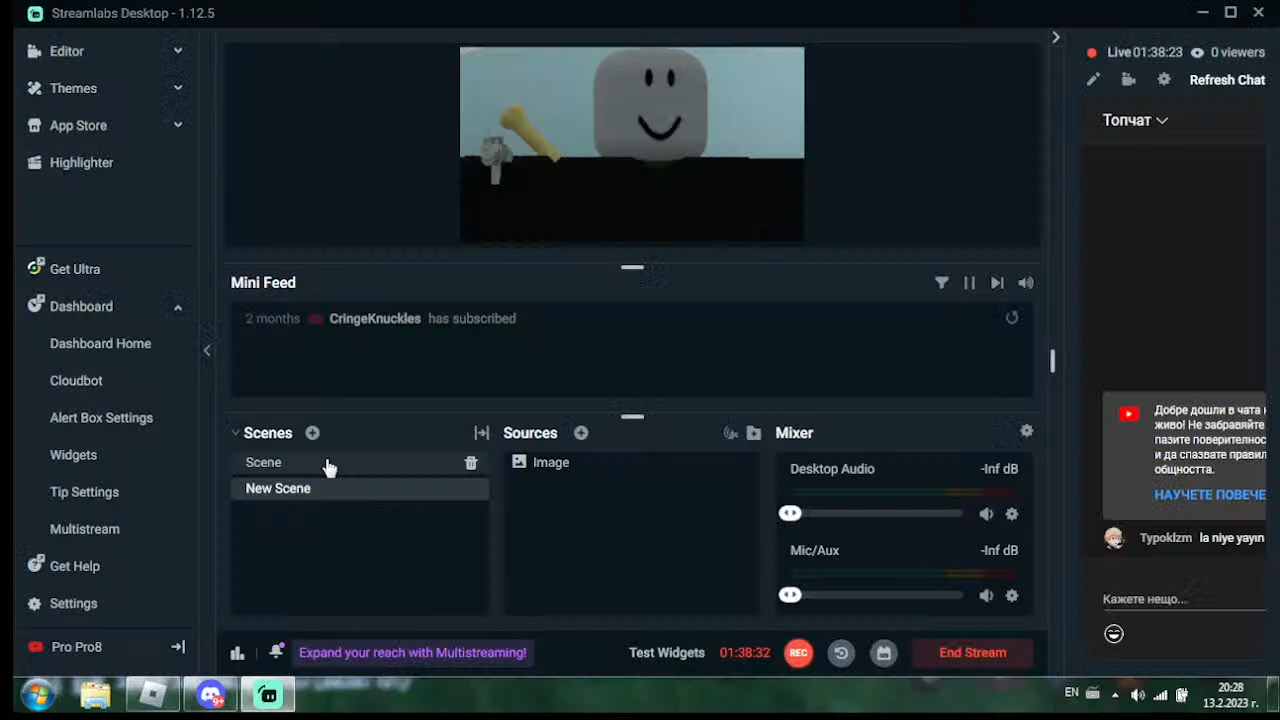 Streamlabs Desktop - 1.12.5
Editor
Themes
App Store
Highlighter
Get Ultra
Dashboard
Dashboard Home
Cloudbot
Alert Box Settings
Widgets
Tip Settings
Multistream
Get Help
Settings
Pro Pro8
Mini Feed
2 months CringeKnuckles has subscribed
Scenes
Scene
New Scene
Sources
Image
Mixer
Desktop Audio -Inf dB
Mic/Aux -Inf dB
Expand your reach with Multistreaming!
Test Widgets 01:38:32 REC End Stream
Live 01:38:23 0 viewers
Refresh Chat
Топчат
Добре дошли в чата
живо! Не забравяйте
пазите поверителнос
и да спазвате правил
общността.
НАУЧЕТЕ ПОВЕЧЕ
Typoklzm la niye yayın
Кажете нещо...
9+
EN
20:28
13.2.2023 г.